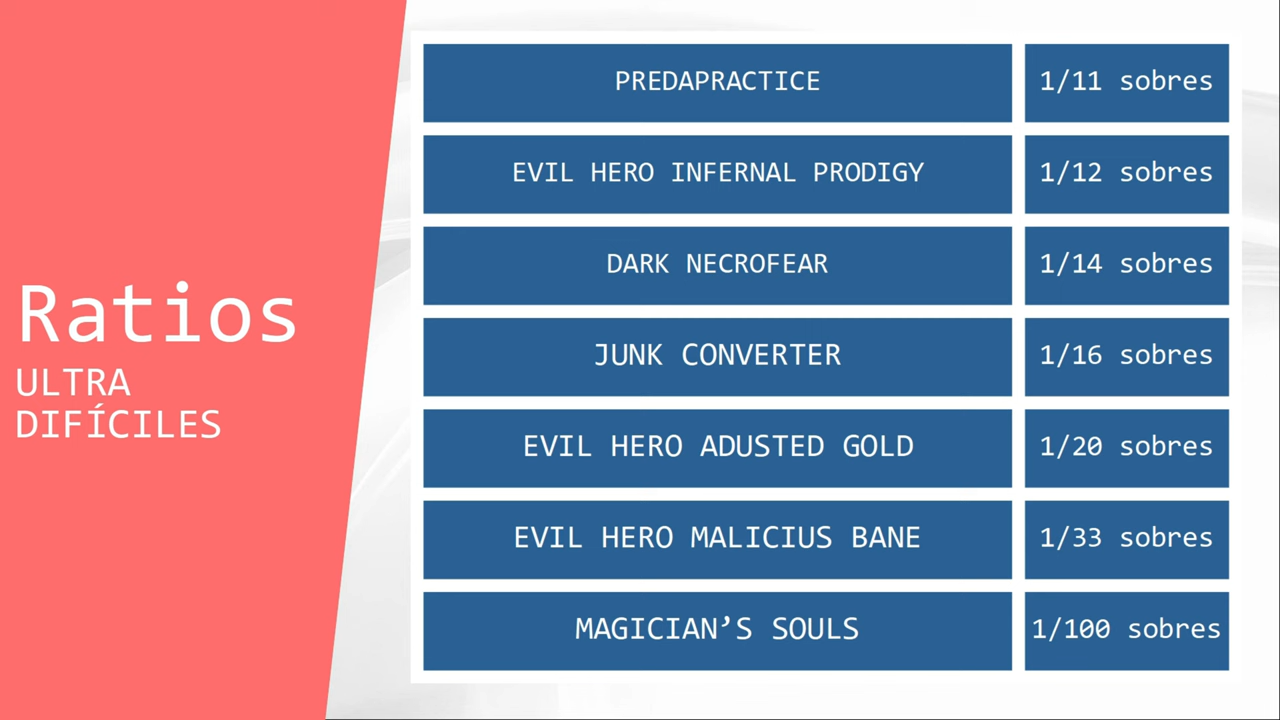 Ratios
ULTRA
DIFÍCILES
PREDAPRACTICE 1/11 sobres
EVIL HERO INFERNAL PRODIGY 1/12 sobres
DARK NECROFEAR 1/14 sobres
JUNK CONVERTER 1/16 sobres
EVIL HERO ADUSTED GOLD 1/20 sobres
EVIL HERO MALICIUS BANE 1/33 sobres
MAGICIAN’S SOULS 1/100 sobres